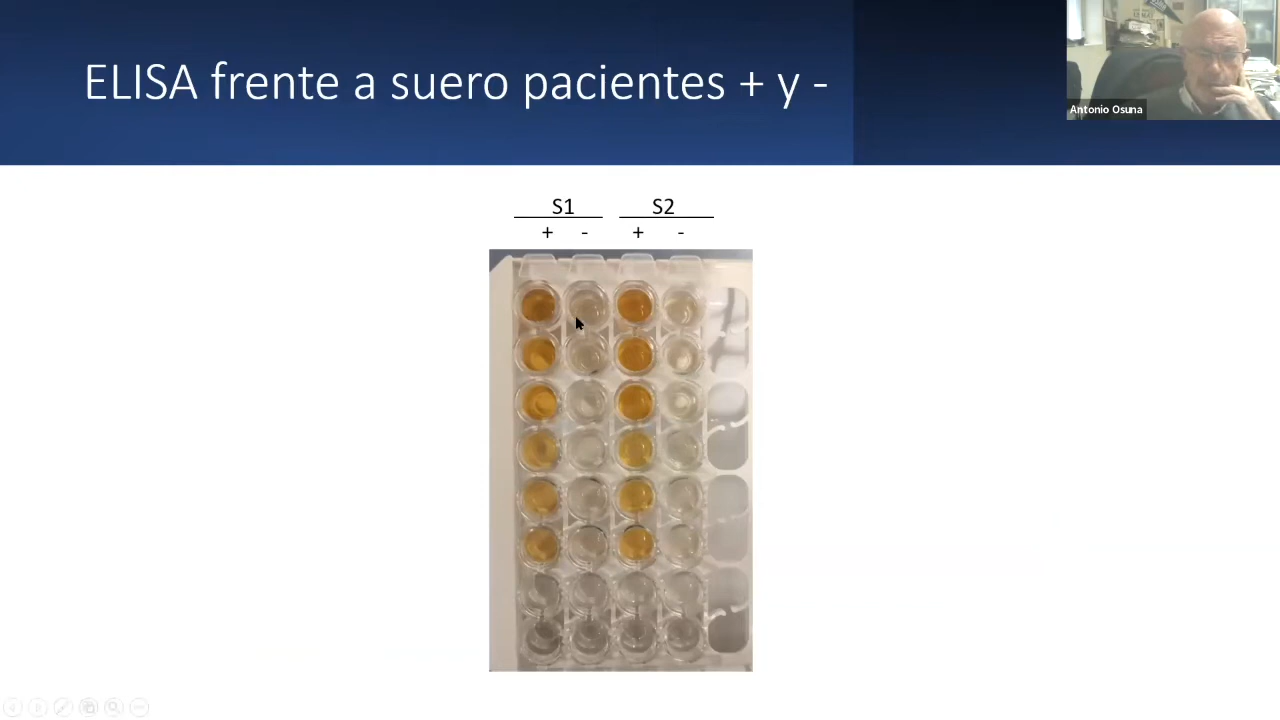 ELISA frente a suero pacientes + y -
Antonio Osuna
S1 S2
+ - + -